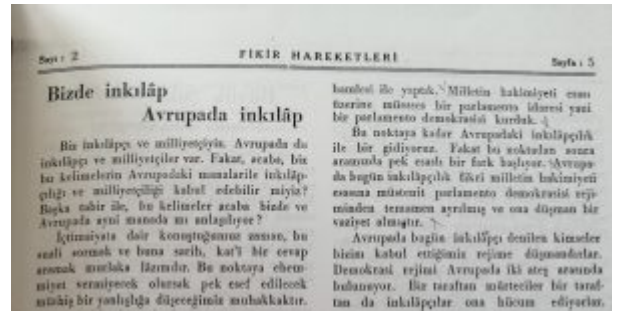 Sayı : 2
FİKİR HAREKETLERİ
Sayfa : 5
Bizde inkılâp
Avrupada inkılâp
Biz inkılâpçı ve milliyetçiyiz. Avrupada da
inkılâpçı ve milliyetçiler var. Fakat, acaba, biz
bu kelimelerin Avrupadaki manalarile inkılâp-
çılığı ve milliyetçiliği kabul edebilir miyiz?
Başka tabir ile, bu kelimeler acaba bizde ve
Avrupada ayni manada mı anlaşılıyor?
İçtimaiyata dair konuştuğumuz zaman, bu
suali sormak ve buna sarih, kat'î bir cevap
aramak mutlaka lâzımdır. Bu noktaya ehem-
miyet vermiyecek olursak pek esef edilecek
müthiş bir yanlışlığa düşeceğimiz muhakkaktır.
hamlesi ile yaptık. Milletin hakimiyeti esası
üzerine müesses bir parlamento idaresi yani
bir parlamento demokrasisi kurduk.
Bu noktaya kadar Avrupadaki inkılâpçılık
ile bir gidiyoruz. Fakat bu noktadan sonra
aramızda pek esaslı bir fark başlıyor. Avrupa-
da bugün inkılâpçılık fikri milletin hakimiyeti
esasına müstenit parlamento demokrasisi reji-
minden tamamen ayrılmış ve ona düşman bir
vaziyet almıştır.
Avrupada bugün inkılâpçı denilen kimseler
bizim kabul ettiğimiz rejime düşmandırlar.
Demokrasi rejimi Avrupada iki ateş arasında
bulunuyor. Bir taraftan mürteciler bir taraf-
tan da inkılâpçılar ona hücum ediyorlar.